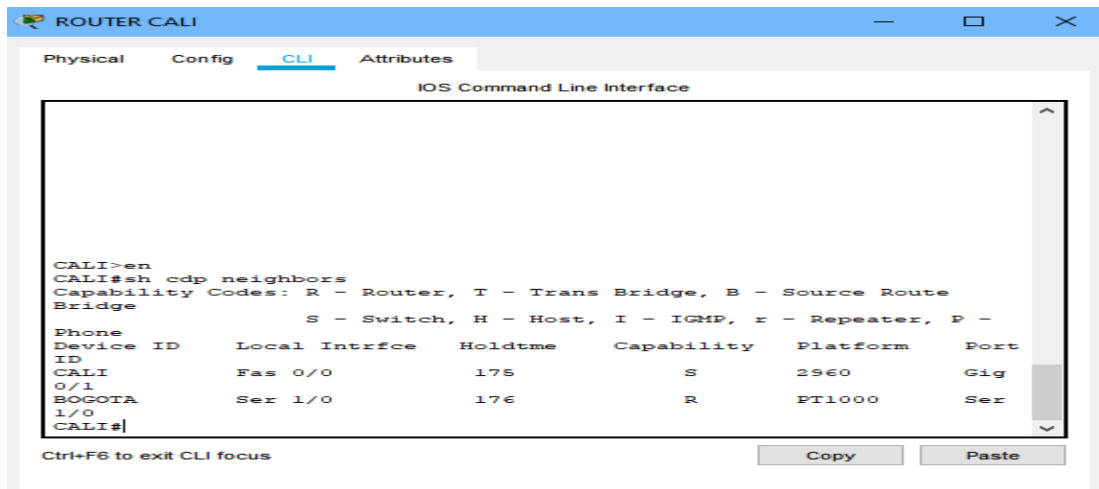 ROUTER CALI
Physical Config CLI Attributes
IOS Command Line Interface
CALI>en
CALI#sh cdp neighbors
Capability Codes: R - Router, T - Trans Bridge, B - Source Route
Bridge
S - Switch, H - Host, I - IGMP, r - Repeater, P -
Phone
Device ID Local Intrfce Holdtme Capability Platform Port
ID
CALI Fas 0/0 175 S 2960 Gig
0/1
BOGOTA Ser 1/0 176 R PT1000 Ser
1/0
CALI#
Ctrl+F6 to exit CLI focus Copy Paste